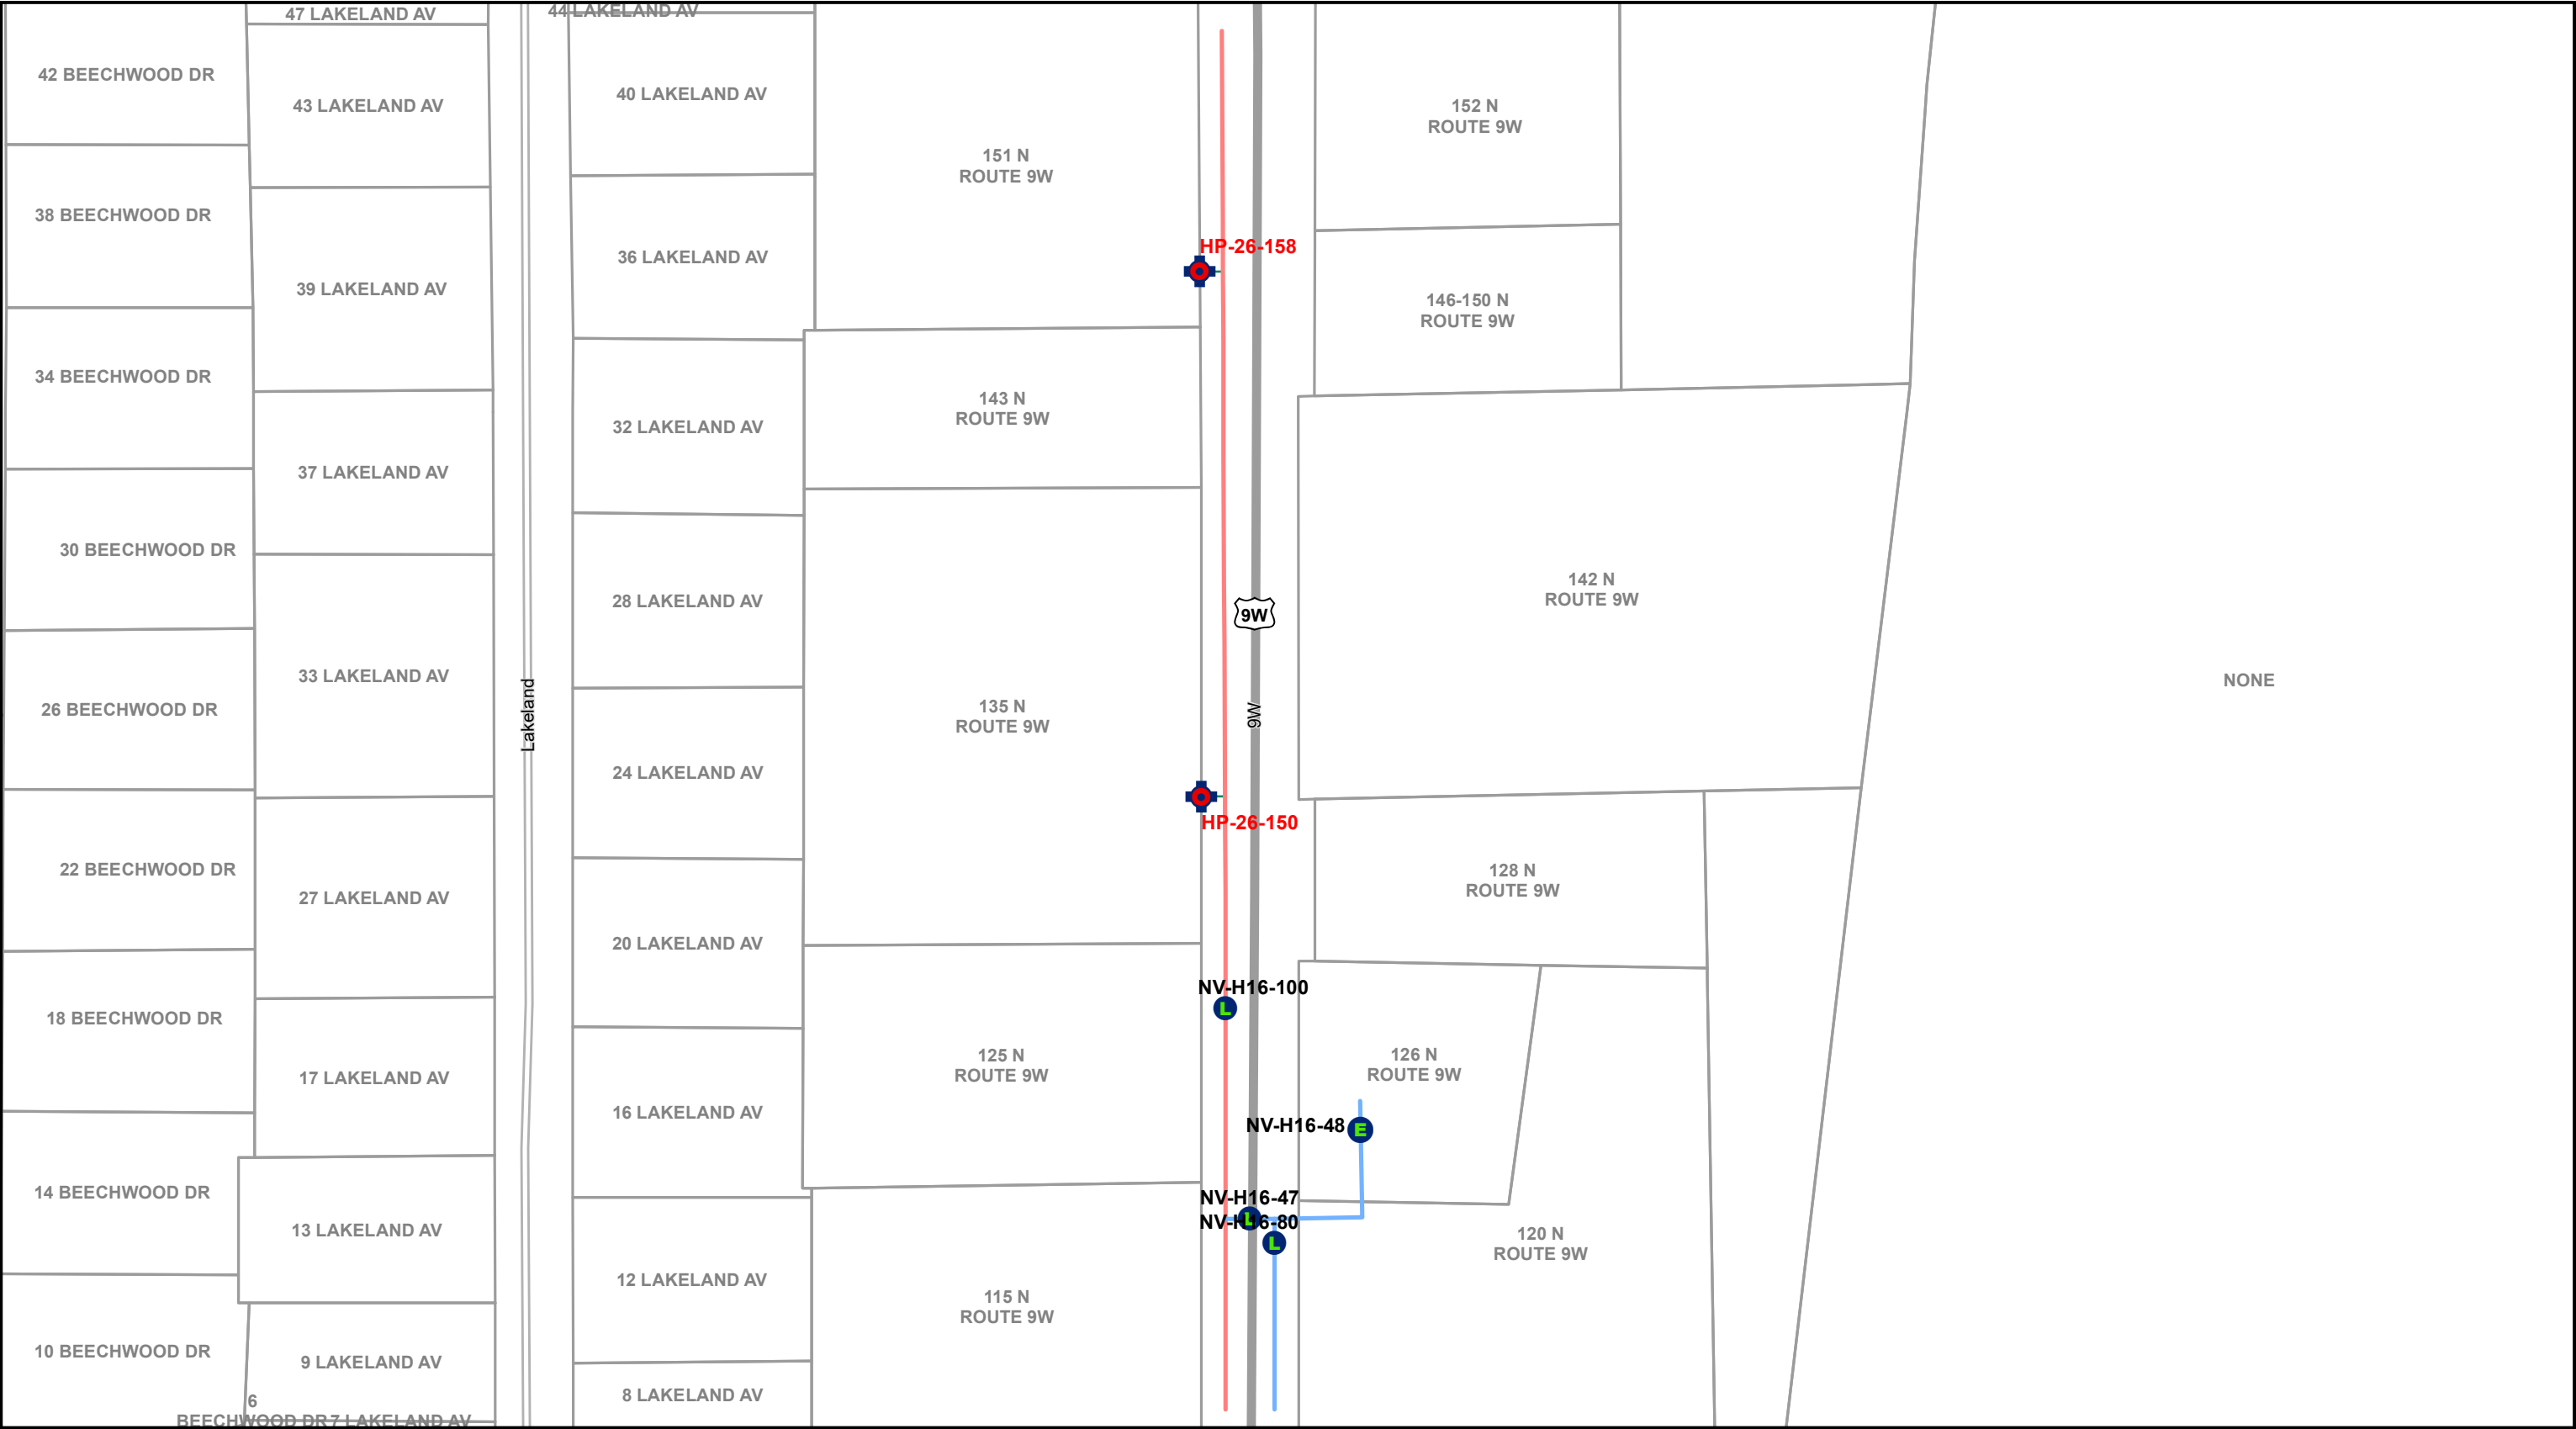 47 LAKELAND AV
44 LAKELAND AV
42 BEECHWOOD DR
43 LAKELAND AV
40 LAKELAND AV
151 N
ROUTE 9W
152 N
ROUTE 9W
38 BEECHWOOD DR
39 LAKELAND AV
36 LAKELAND AV
HP-26-158
146-150 N
ROUTE 9W
34 BEECHWOOD DR
37 LAKELAND AV
32 LAKELAND AV
143 N
ROUTE 9W
30 BEECHWOOD DR
33 LAKELAND AV
28 LAKELAND AV
142 N
ROUTE 9W
9W
26 BEECHWOOD DR
Lakeland
24 LAKELAND AV
135 N
ROUTE 9W
9W
NONE
HP-26-150
22 BEECHWOOD DR
27 LAKELAND AV
20 LAKELAND AV
128 N
ROUTE 9W
18 BEECHWOOD DR
17 LAKELAND AV
16 LAKELAND AV
125 N
ROUTE 9W
NV-H16-100
L
126 N
ROUTE 9W
NV-H16-48
E
14 BEECHWOOD DR
13 LAKELAND AV
12 LAKELAND AV
NV-H16-47
L
NV-H16-80
L
120 N
ROUTE 9W
115 N
ROUTE 9W
10 BEECHWOOD DR
9 LAKELAND AV
8 LAKELAND AV
6
BEECHWOOD DR
7 LAKELAND AV